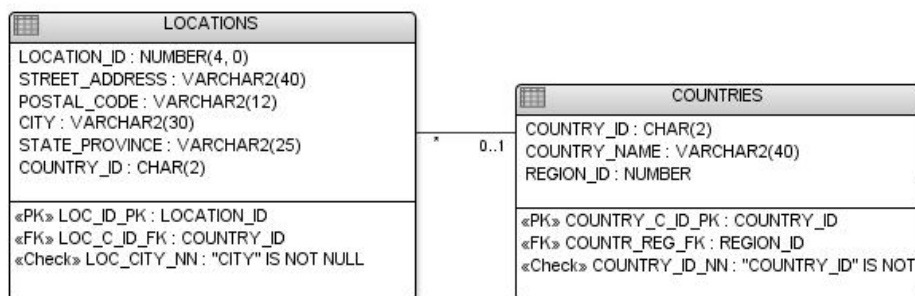 LOCATIONS
LOCATION_ID : NUMBER(4, 0)
STREET_ADDRESS : VARCHAR2(40)
POSTAL_CODE : VARCHAR2(12)
CITY : VARCHAR2(30)
STATE_PROVINCE : VARCHAR2(25)
COUNTRY_ID : CHAR(2)
«PK» LOC_ID_PK : LOCATION_ID
«FK» LOC_C_ID_FK : COUNTRY_ID
«Check» LOC_CITY_NN : "CITY" IS NOT NULL
* 0..1
COUNTRIES
COUNTRY_ID : CHAR(2)
COUNTRY_NAME : VARCHAR2(40)
REGION_ID : NUMBER
«PK» COUNTRY_C_ID_PK : COUNTRY_ID
«FK» COUNTR_REG_FK : REGION_ID
«Check» COUNTRY_ID_NN : "COUNTRY_ID" IS NOT